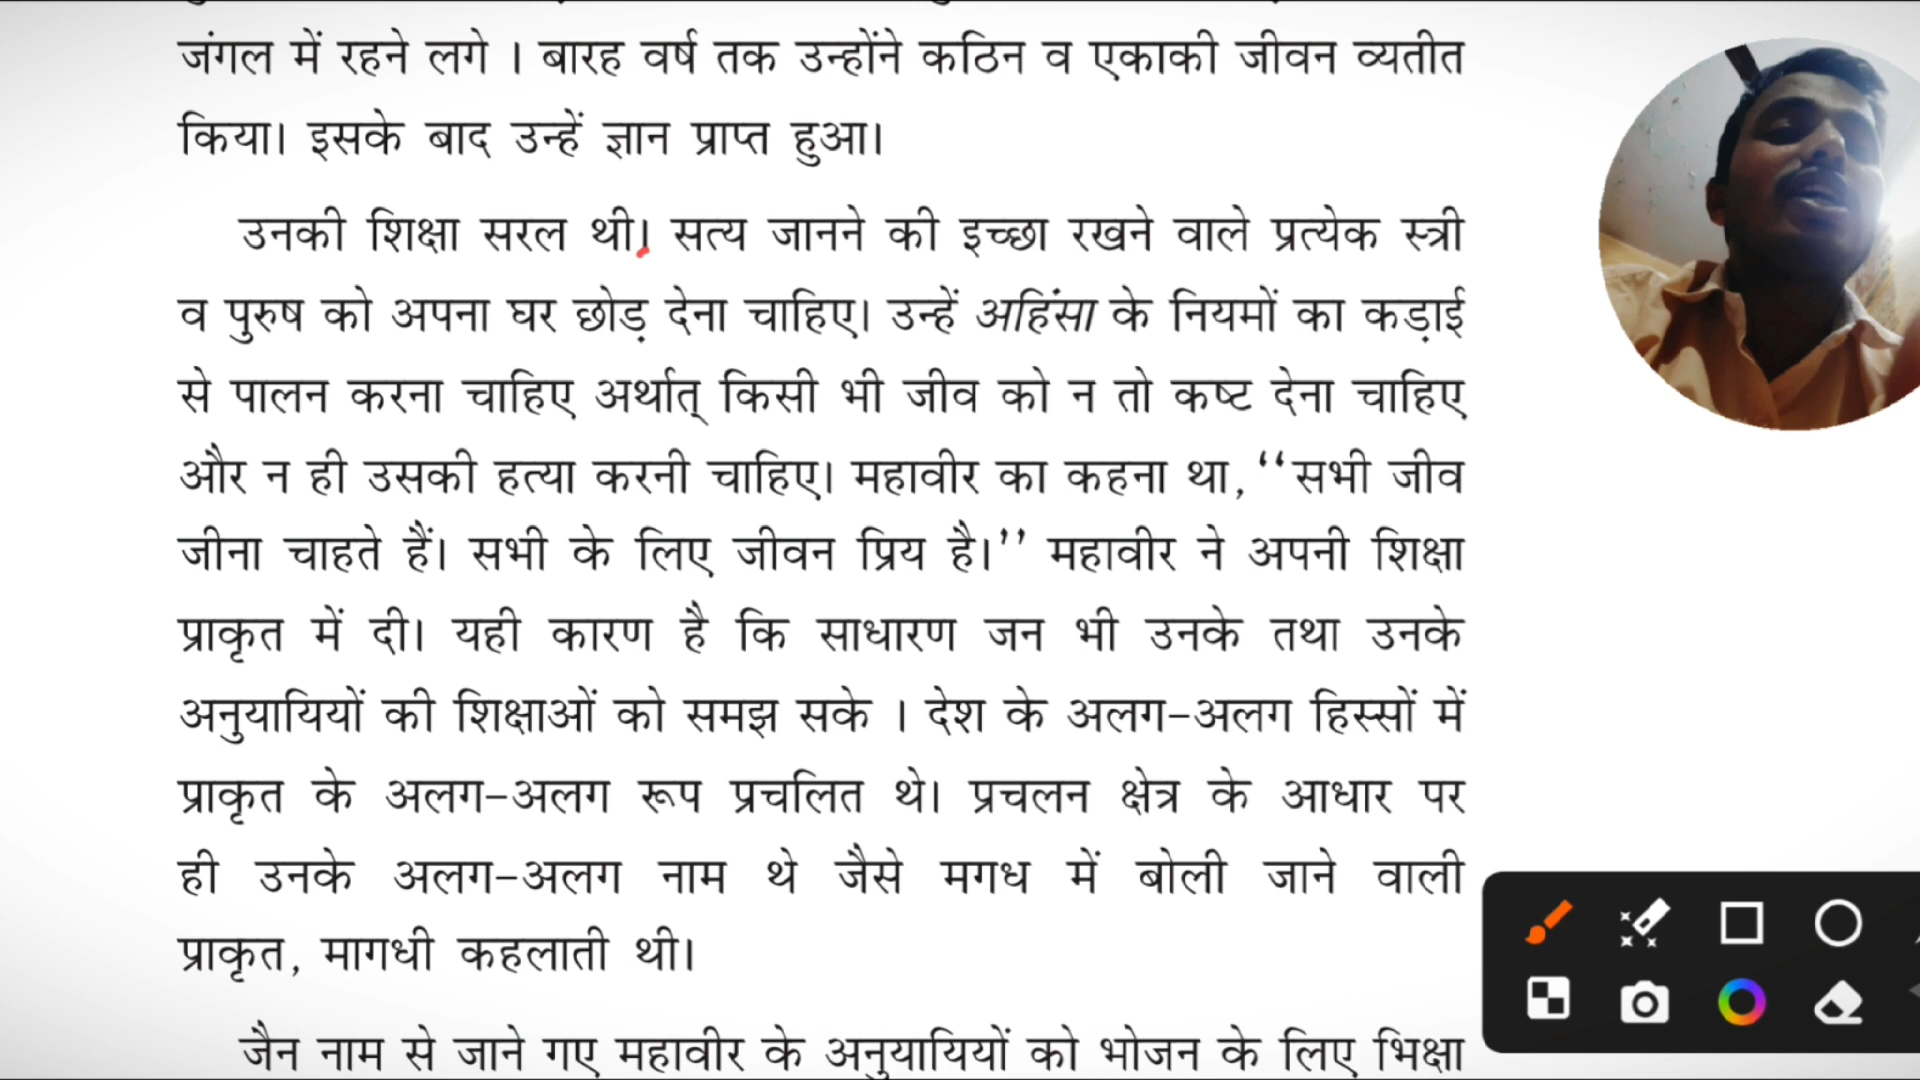 जंगल में रहने लगे । बारह वर्ष तक उन्होंने कठिन व एकाकी जीवन व्यतीत
किया। इसके बाद उन्हें ज्ञान प्राप्त हुआ।
उनकी शिक्षा सरल थी। सत्य जानने की इच्छा रखने वाले प्रत्येक स्त्री
व पुरुष को अपना घर छोड़ देना चाहिए। उन्हें अहिंसा के नियमों का कड़ाई
से पालन करना चाहिए अर्थात् किसी भी जीव को न तो कष्ट देना चाहिए
और न ही उसकी हत्या करनी चाहिए। महावीर का कहना था, ‘‘सभी जीव
जीना चाहते हैं। सभी के लिए जीवन प्रिय है।’’ महावीर ने अपनी शिक्षा
प्राकृत में दी। यही कारण है कि साधारण जन भी उनके तथा उनके
अनुयायियों की शिक्षाओं को समझ सके । देश के अलग-अलग हिस्सों में
प्राकृत के अलग-अलग रूप प्रचलित थे। प्रचलन क्षेत्र के आधार पर
ही उनके अलग-अलग नाम थे जैसे मगध में बोली जाने वाली
प्राकृत, मागधी कहलाती थी।
जैन नाम से जाने गए महावीर के अनुयायियों को भोजन के लिए भिक्षा